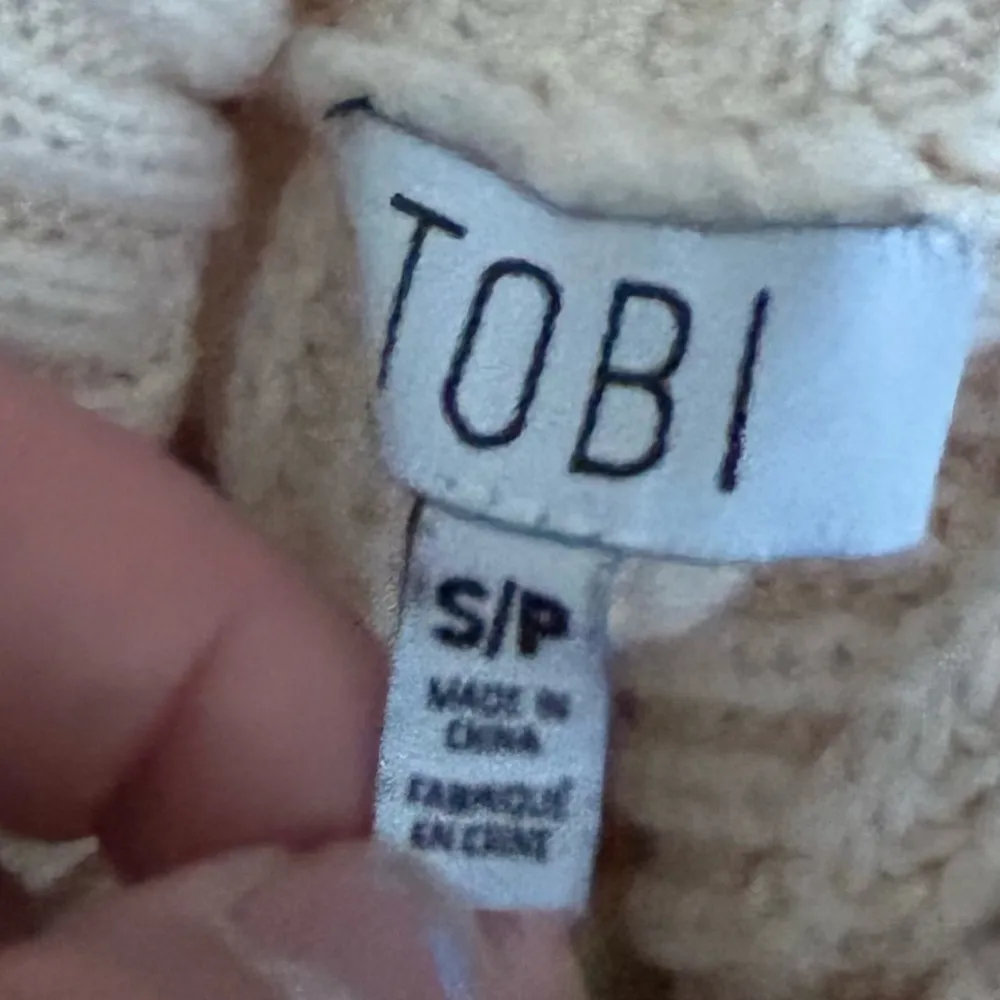 TOBI
S/P
MADE IN
CHINA
FABRIQUÉ
EN CHINE